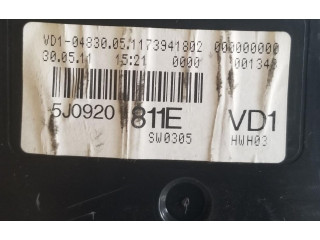 VD1-04830.05.1173941802 000000000
30.05.11 15:21 0000 001348
5J0920 811E VD1
SW0305 HWH03